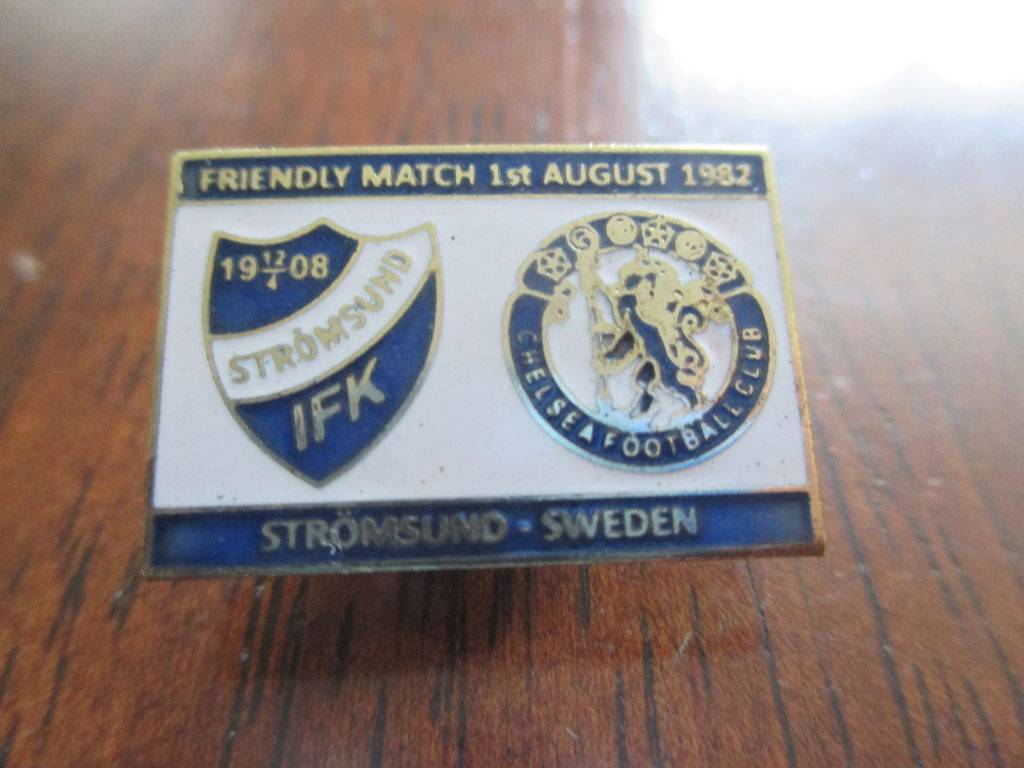 FRIENDLY MATCH 1st AUGUST 1982
19 12/4 08
STRÖMSUND
IFK
CHELSEA FOOTBALL CLUB
STRÖMSUND - SWEDEN